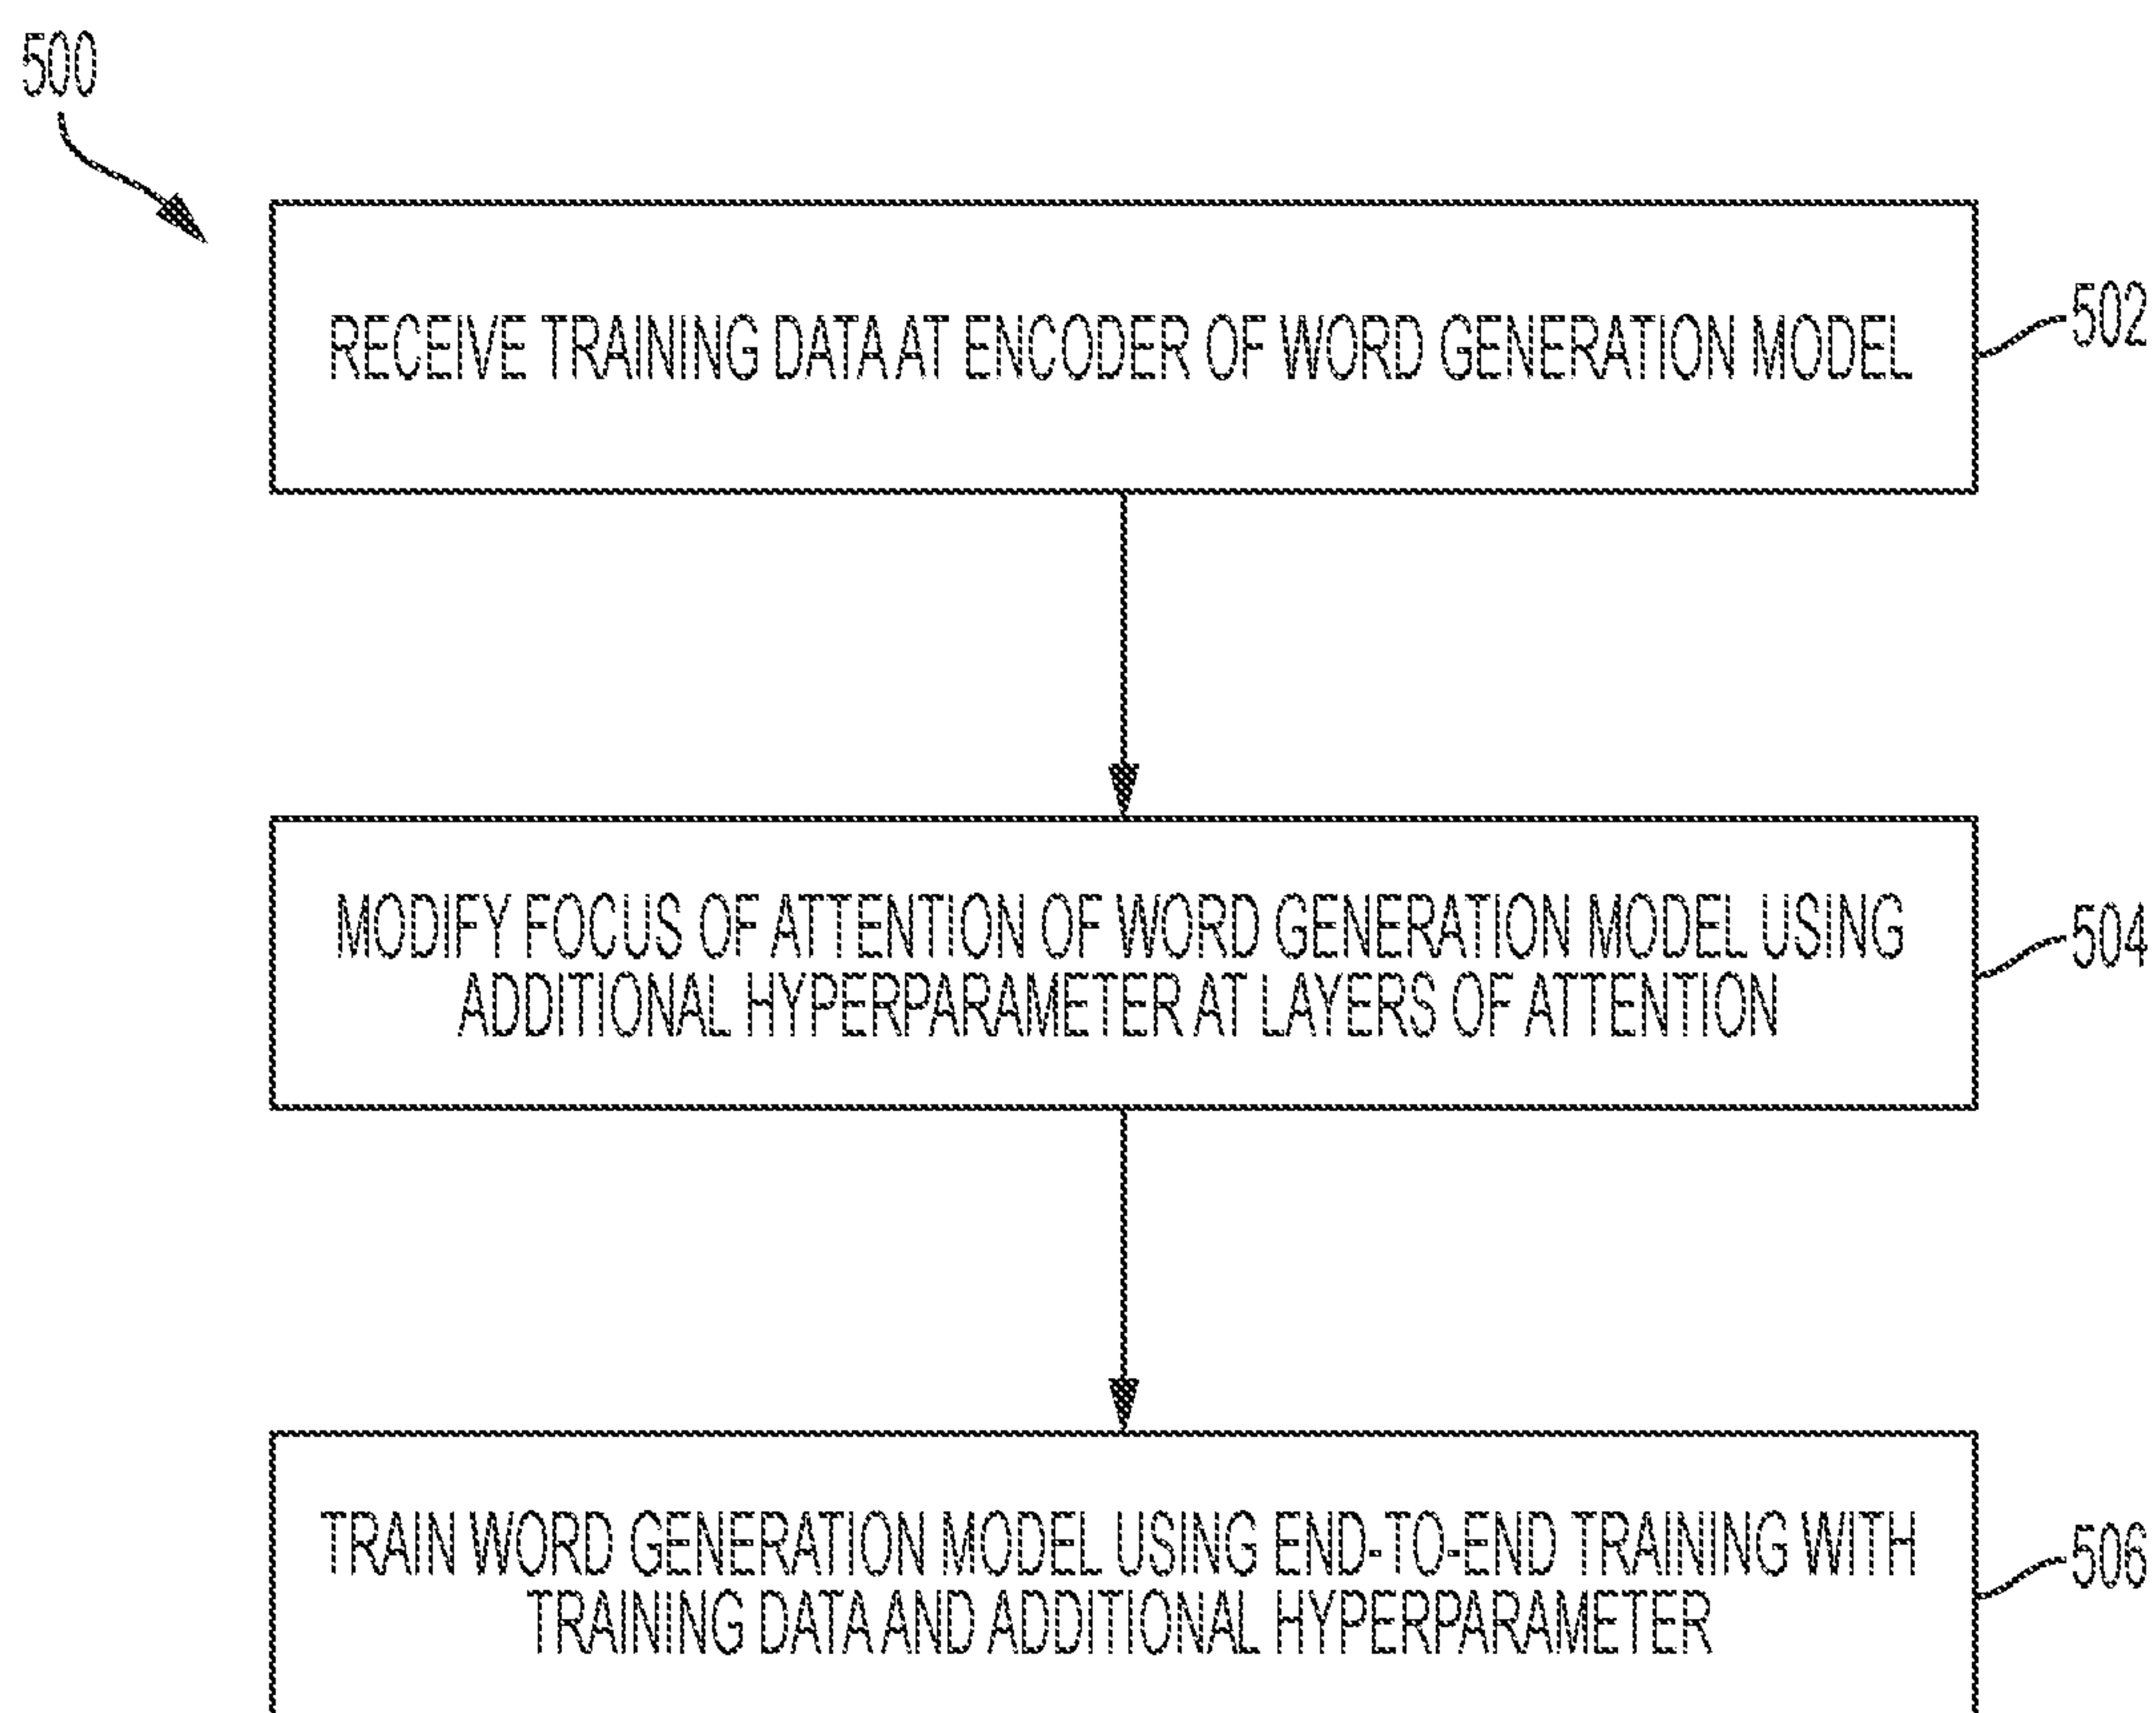 500
RECEIVE TRAINING DATA AT ENCODER OF WORD GENERATION MODEL
502
MODIFY FOCUS OF ATTENTION OF WORD GENERATION MODEL USING
ADDITIONAL HYPERPARAMETER AT LAYERS OF ATTENTION
504
TRAIN WORD GENERATION MODEL USING END-TO-END TRAINING WITH
TRAINING DATA AND ADDITIONAL HYPERPARAMETER
506